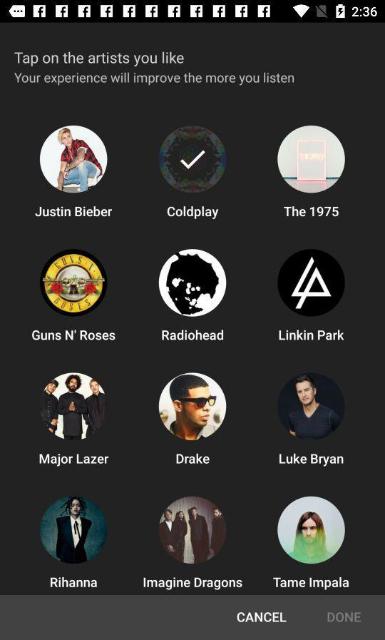 2:36
Tap on the artists you like
Your experience will improve the more you listen
Justin Bieber
Coldplay
The 1975
GUNS N' ROSES
Guns N' Roses
Radiohead
Linkin Park
Major Lazer
Drake
Luke Bryan
Rihanna
Imagine Dragons
Tame Impala
CANCEL
DONE